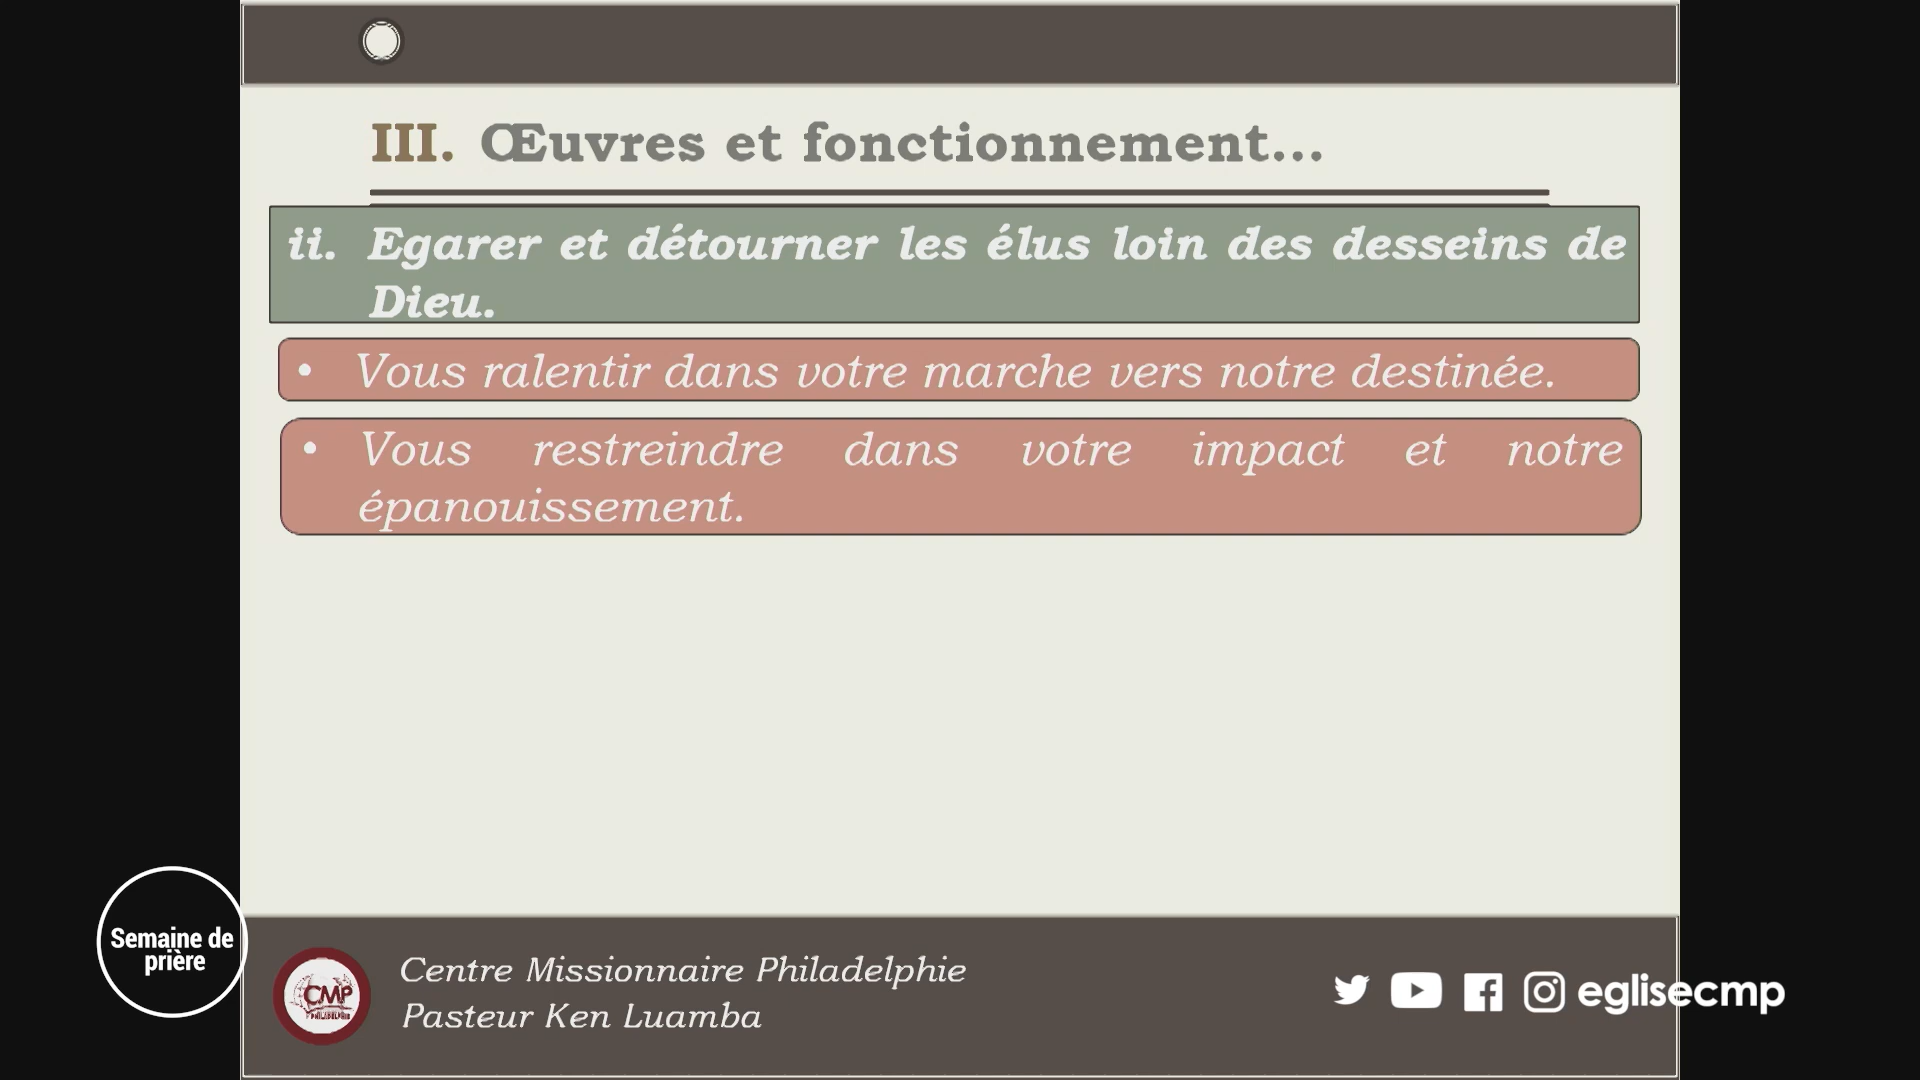 III. Œuvres et fonctionnement...
ii. Egarer et détourner les élus loin des desseins de
Dieu.
• Vous ralentir dans votre marche vers notre destinée.
• Vous restreindre dans votre impact et notre
épanouissement.
Semaine de
prière
CMP
PHILADELPHIE
Centre Missionnaire Philadelphie
Pasteur Ken Luamba
eglisecmp